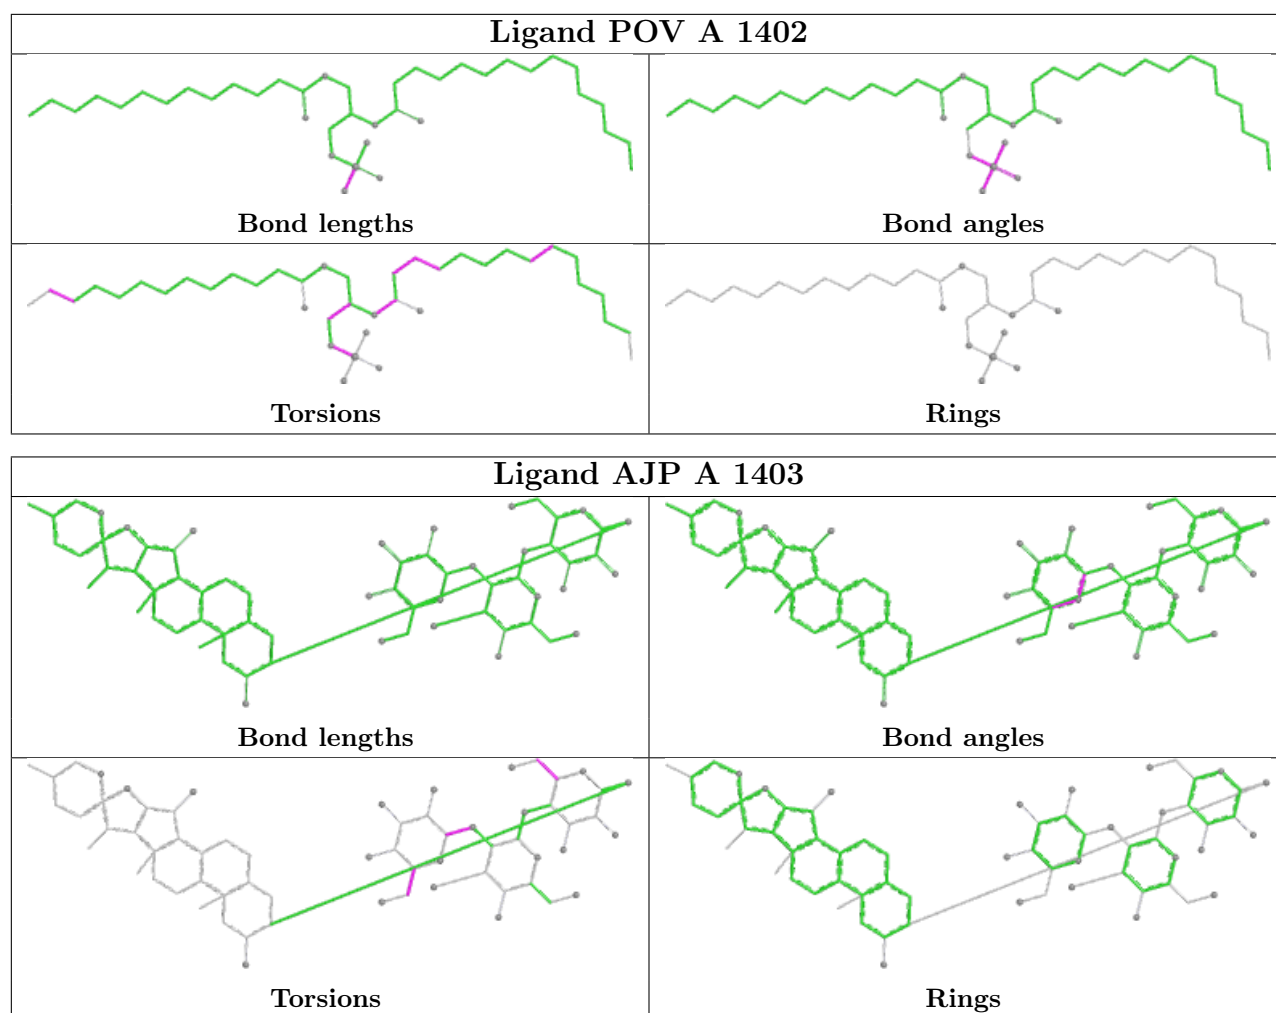 Ligand POV A 1402
Bond lengths
Bond angles
Torsions
Rings
Ligand AJP A 1403
Bond lengths
Bond angles
Torsions
Rings